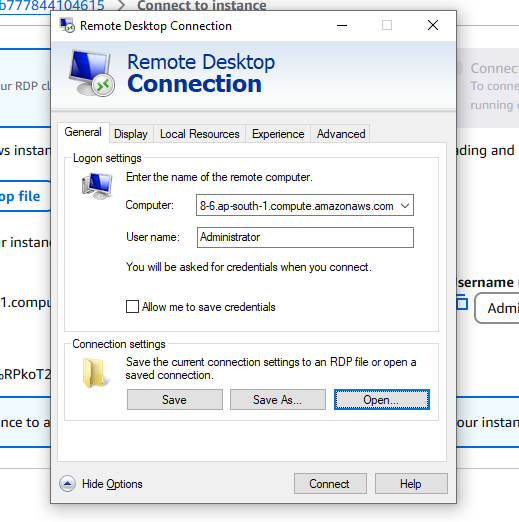 b777844104615 > Connect to instance
Remote Desktop Connection
Remote Desktop
Connection
General Display Local Resources Experience Advanced
Logon settings
Enter the name of the remote computer.
Computer: 8-6.ap-south-1.compute.amazonaws.com
User name: Administrator
You will be asked for credentials when you connect.
Allow me to save credentials
Connection settings
Save the current connection settings to an RDP file or open a
saved connection.
Save Save As... Open...
Hide Options Connect Help
ur RDP cl
Connec
To conne
running
ws instan
ading and
op file
ur instan
1.compu
sername
Admi
RPkoT2
nce to a
our instan